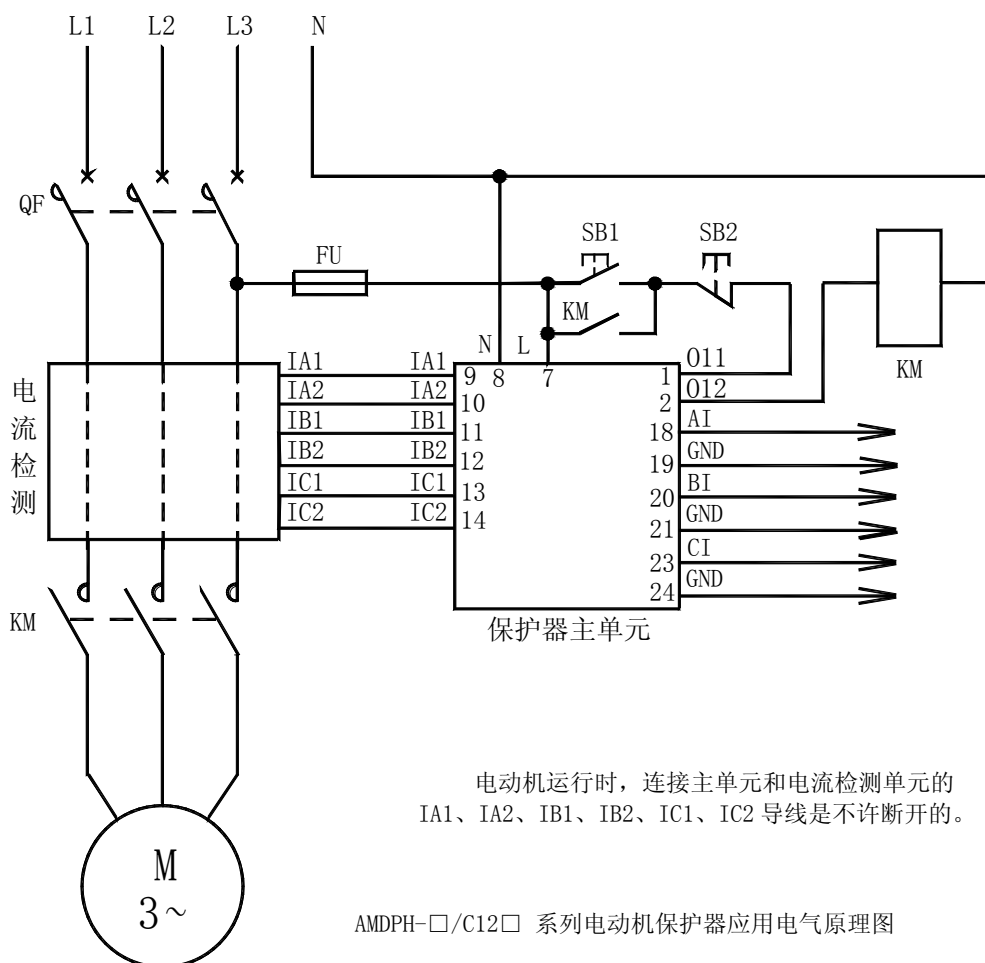 L1 L2 L3 N
QF
FU
SB1 SB2
KM
KM
N L
8 7
电流检测
IA1 IA1 9
IA2 IA2 10
IB1 IB1 11
IB2 IB2 12
IC1 IC1 13
IC2 IC2 14
1 O11
2 O12
18 AI
19 GND
20 BI
21 GND
23 CI
24 GND
保护器主单元
KM
电动机运行时，连接主单元和电流检测单元的
IA1、IA2、IB1、IB2、IC1、IC2 导线是不许断开的。
M
3~
AMDPH-□/C12□ 系列电动机保护器应用电气原理图